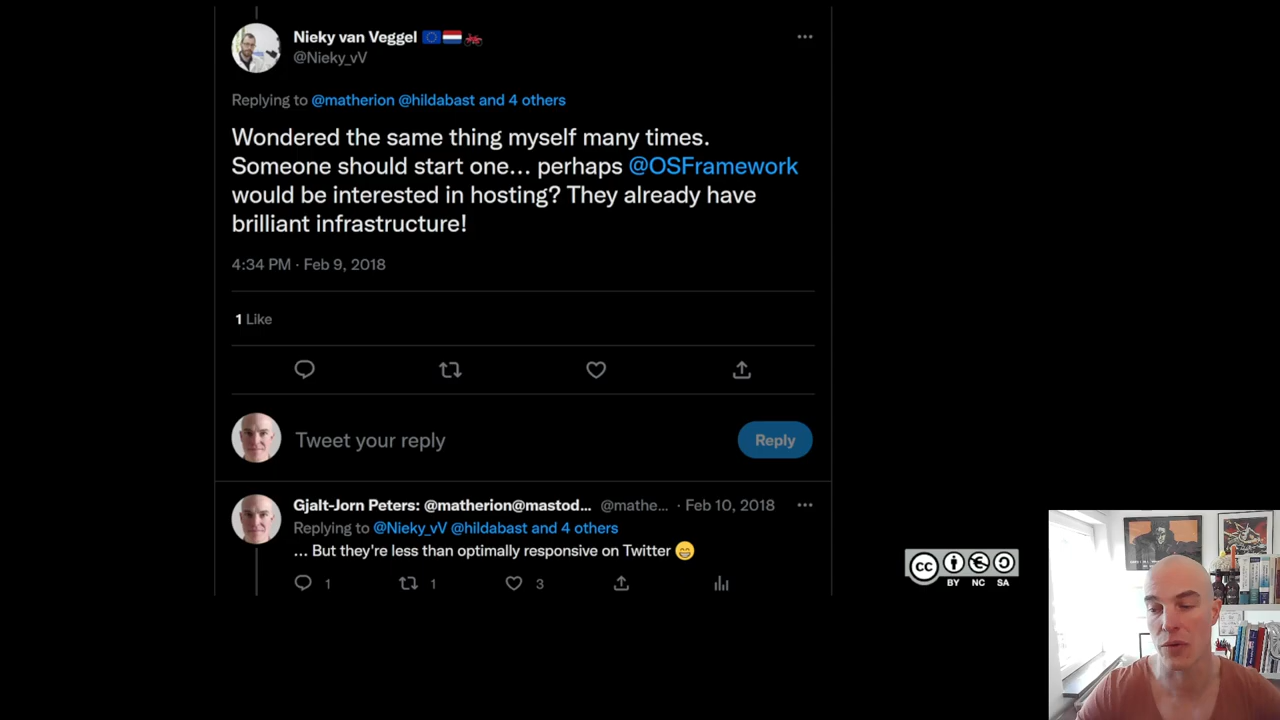 Nieky van Veggel 🇪🇺🇳🇱🏍️
@Nieky_vV
Replying to @matherion @hildabast and 4 others
Wondered the same thing myself many times.
Someone should start one... perhaps @OSFramework
would be interested in hosting? They already have
brilliant infrastructure!
4:34 PM · Feb 9, 2018
1 Like
Tweet your reply
Reply
Gjalt-Jorn Peters: @matherion@mastod... @mathe... · Feb 10, 2018
Replying to @Nieky_vV @hildabast and 4 others
... But they're less than optimally responsive on Twitter 😁
1 1 3
cc
BY NC SA